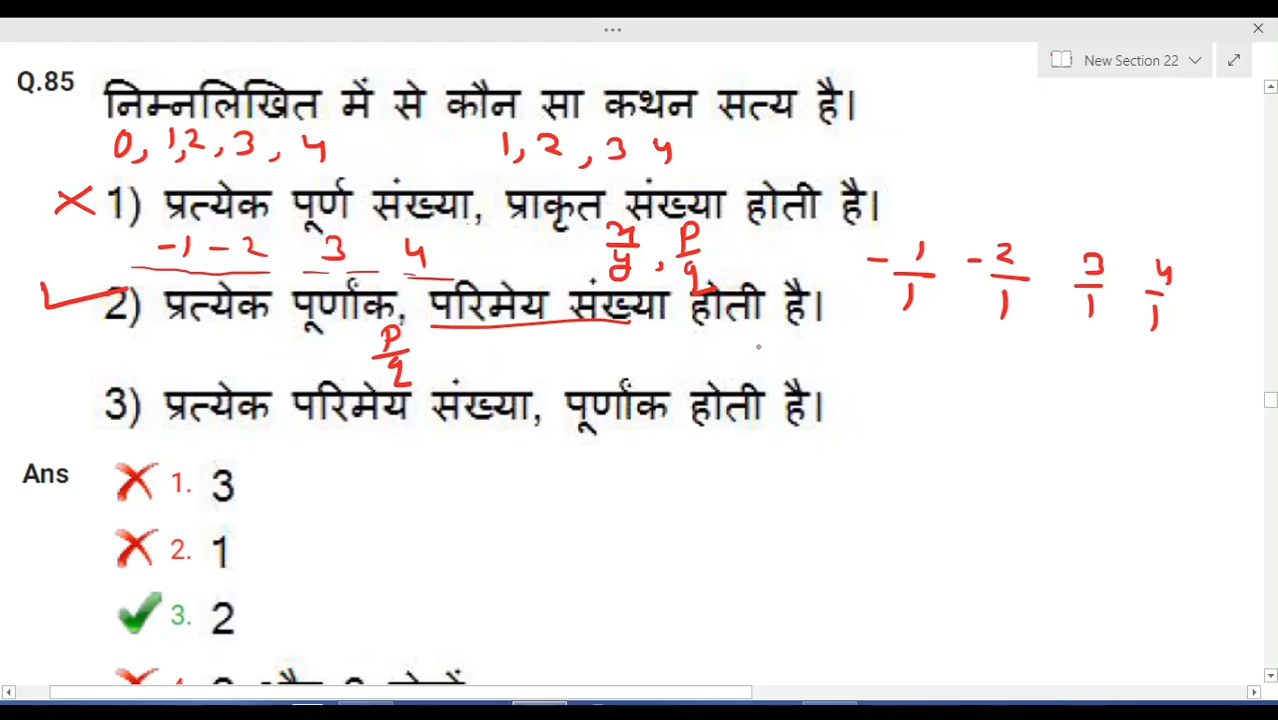 ...
New Section 22
Q.85
निम्नलिखित में से कौन सा कथन सत्य है।
0, 1, 2, 3, 4 1, 2, 3 4
1) प्रत्येक पूर्ण संख्या, प्राकृत संख्या होती है।
-1 -2 3 4 x/y, p/q -1/1 -2/1 3/1 4/1
2) प्रत्येक पूर्णांक, परिमेय संख्या होती है।
p/q
3) प्रत्येक परिमेय संख्या, पूर्णांक होती है।
Ans
1. 3
2. 1
3. 2